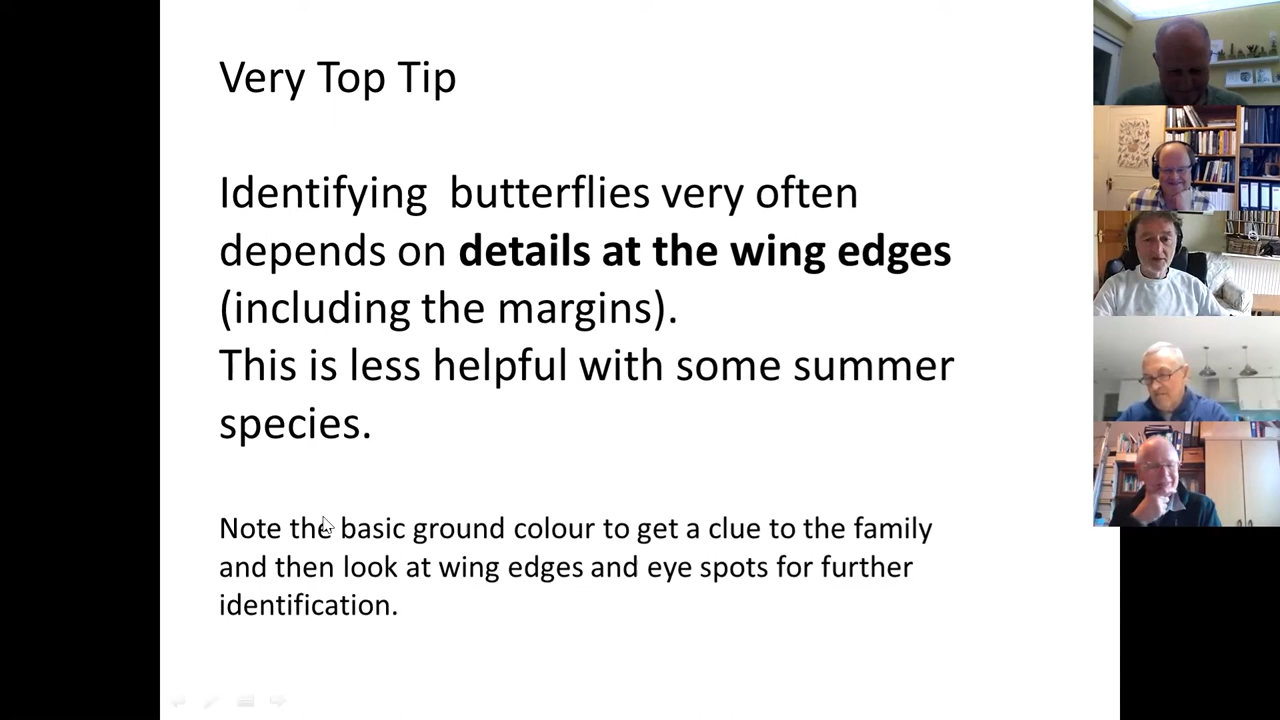 Very Top Tip
Identifying  butterflies very often
depends on details at the wing edges
(including the margins).
This is less helpful with some summer
species.
Note the basic ground colour to get a clue to the family
and then look at wing edges and eye spots for further
identification.